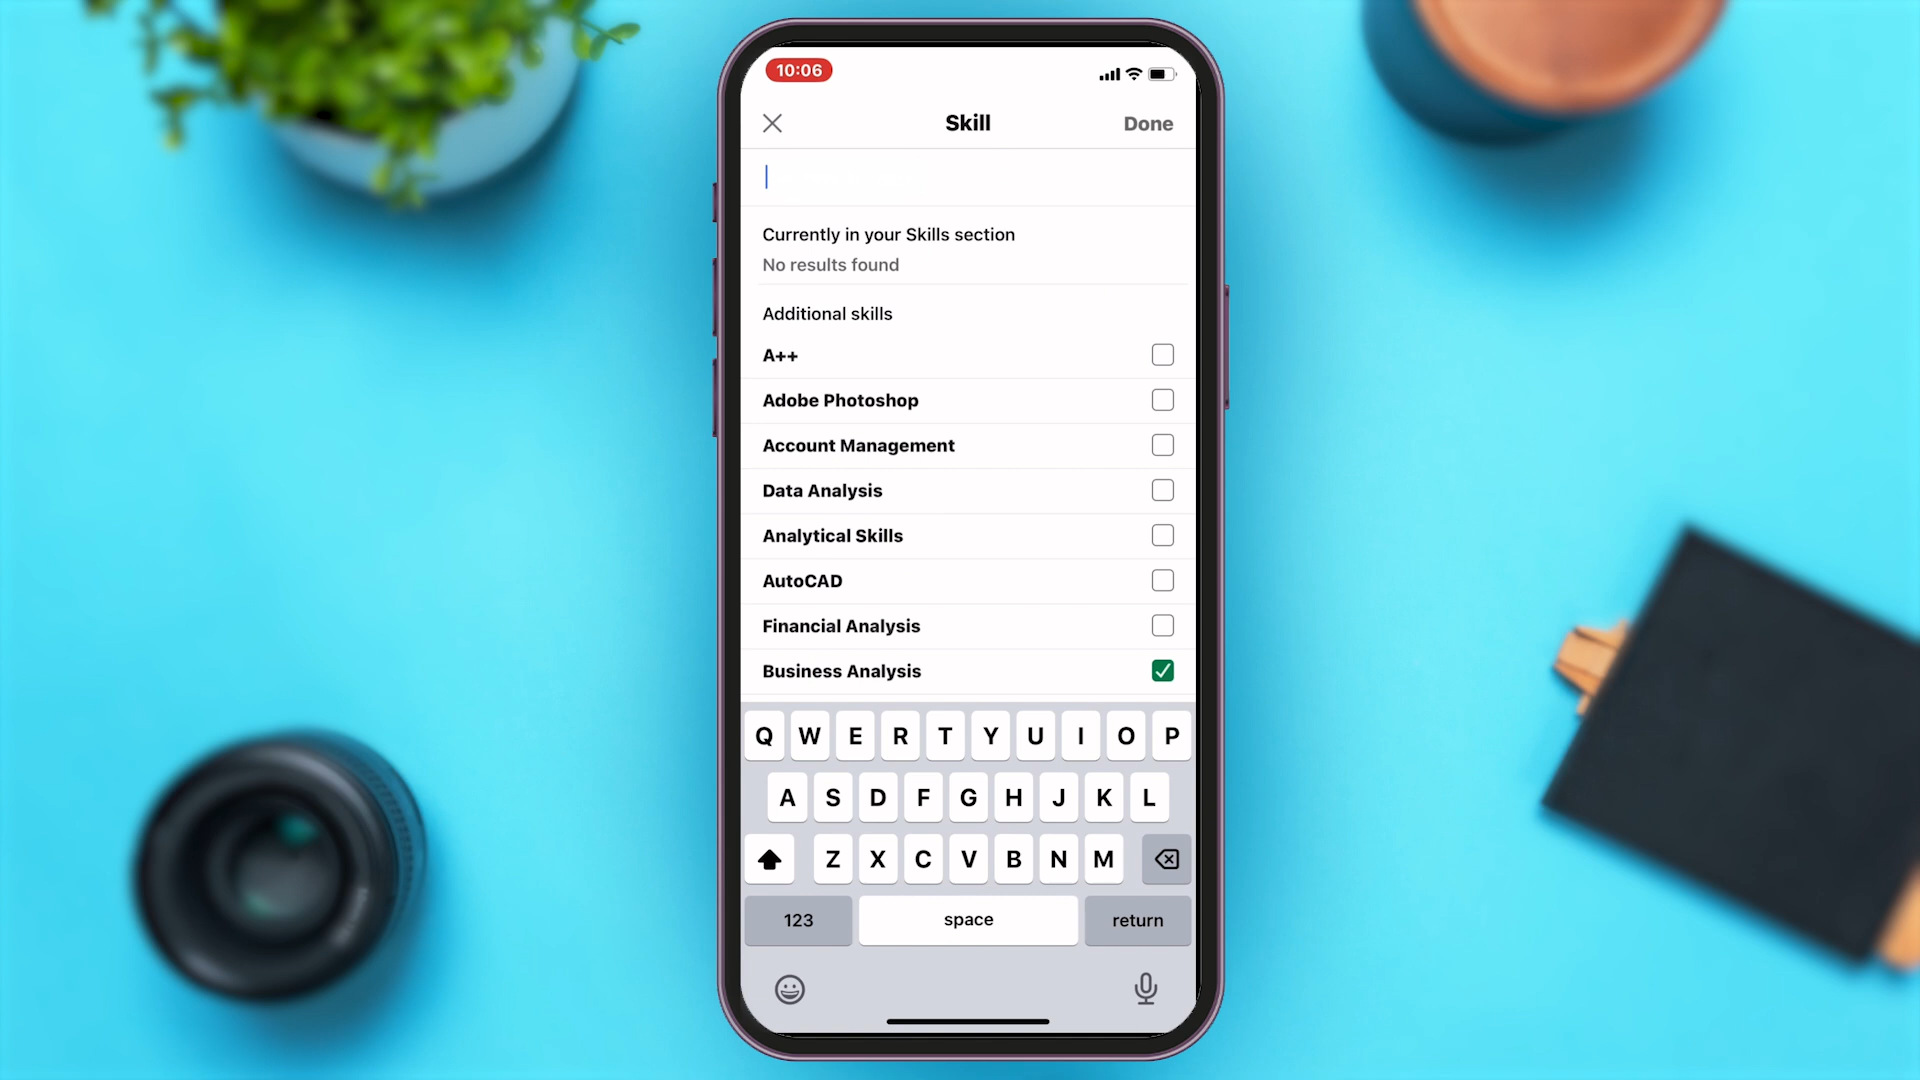 10:06
Skill
Done
Currently in your Skills section
No results found
Additional skills
A++
Adobe Photoshop
Account Management
Data Analysis
Analytical Skills
AutoCAD
Financial Analysis
Business Analysis
Q W E R T Y U I O P
A S D F G H J K L
Z X C V B N M
123 space return